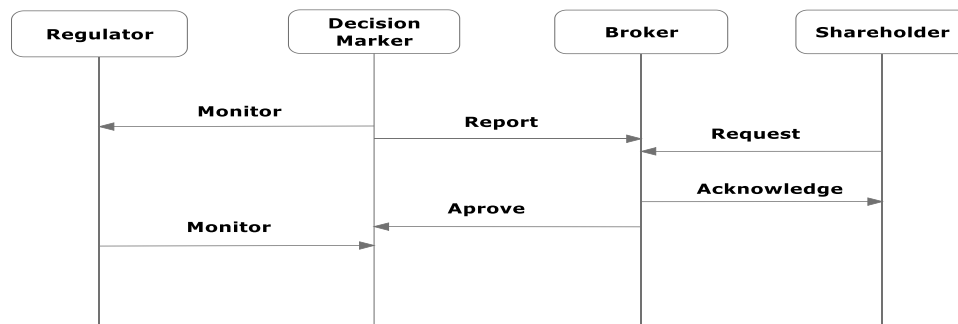 Regulator
Decision
Marker
Broker
Shareholder
Monitor
Report
Request
Acknowledge
Aprove
Monitor